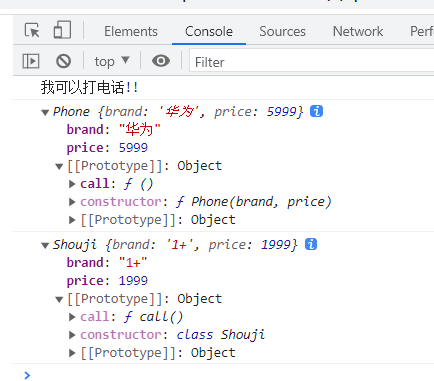 Elements Console Sources Network Perf
top Filter
我可以打电话!!
Phone {brand: '华为', price: 5999} i
brand: "华为"
price: 5999
[[Prototype]]: Object
call: ƒ ()
constructor: ƒ Phone(brand, price)
[[Prototype]]: Object
Shouji {brand: '1+', price: 1999} i
brand: "1+"
price: 1999
[[Prototype]]: Object
call: ƒ call()
constructor: class Shouji
[[Prototype]]: Object